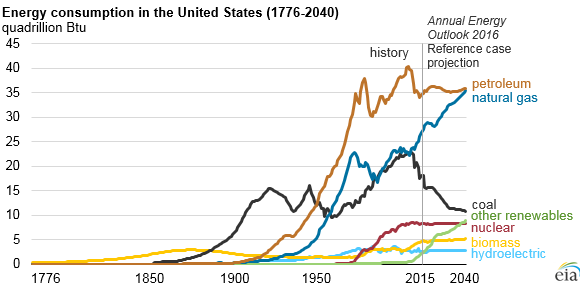 Energy consumption in the United States (1776-2040)
quadrillion Btu
Annual Energy
Outlook 2016
Reference case
projection
history
45
40
35
30
25
20
15
10
5
0
petroleum
natural gas
coal
other renewables
nuclear
biomass
hydroelectric
1776
1850
1900
1950
2015
2040
eia